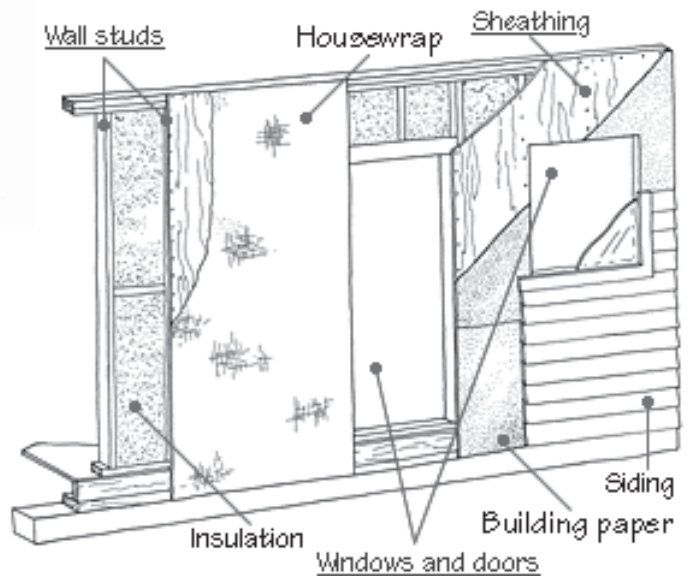 Wall studs
Housewrap
Sheathing
Siding
Building paper
Insulation
Windows and doors